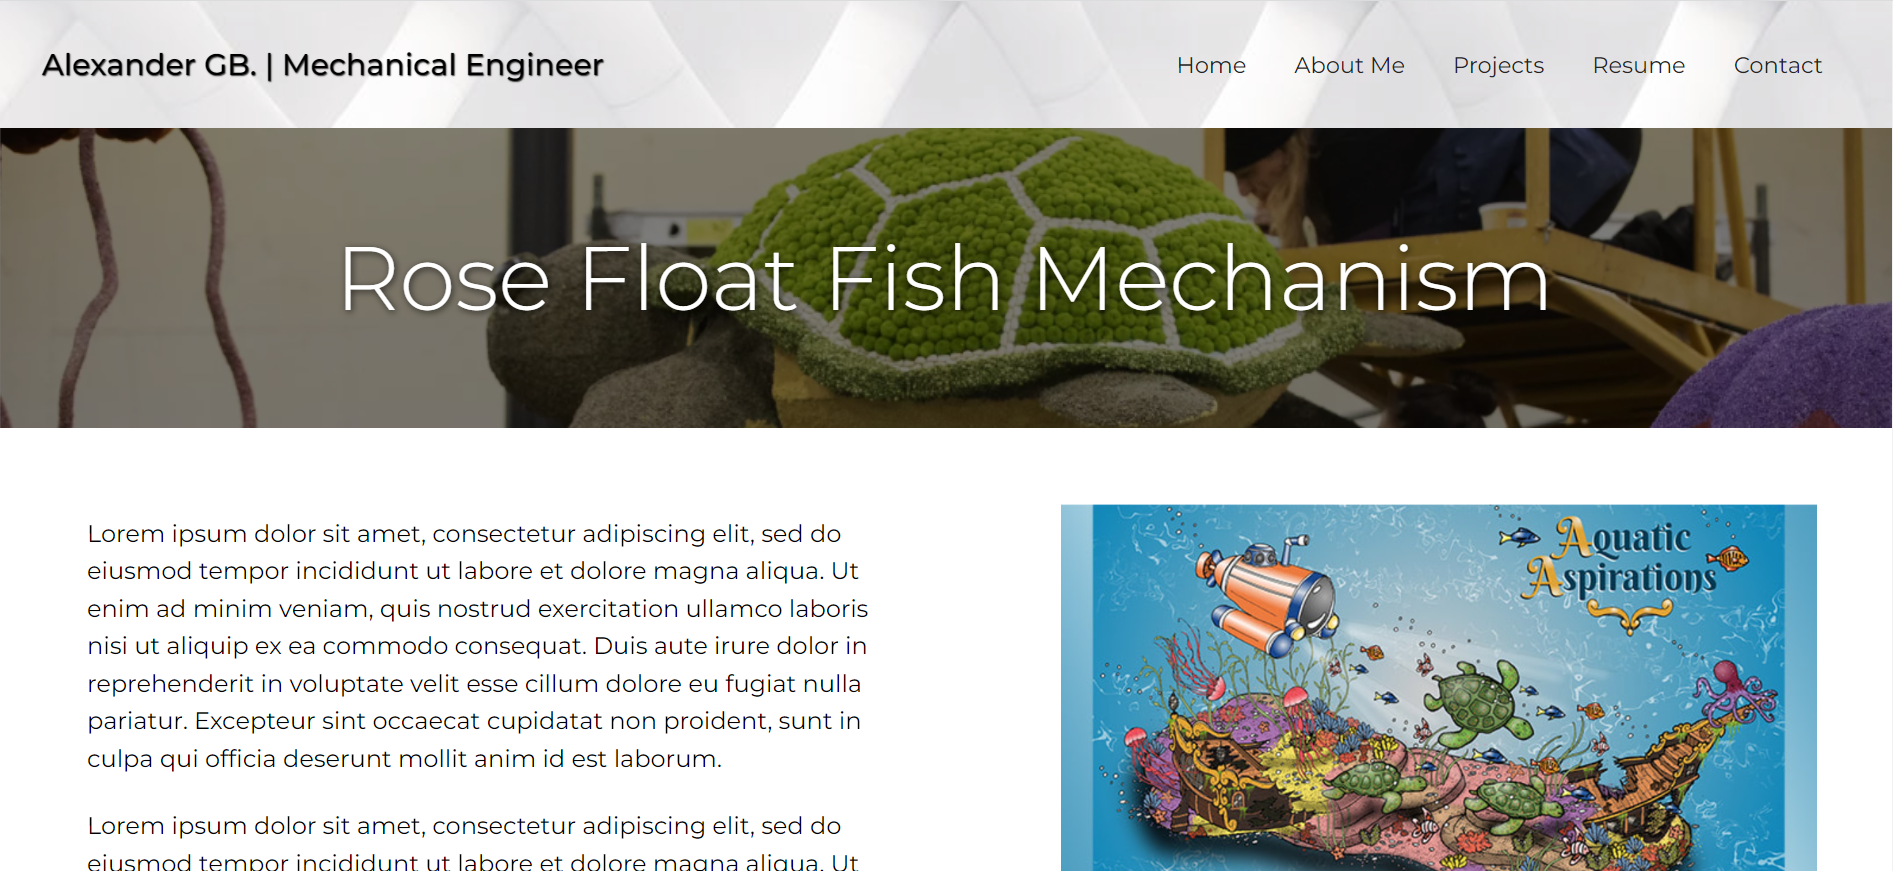 Alexander GB. | Mechanical Engineer
Home About Me Projects Resume Contact
Rose Float Fish Mechanism
Lorem ipsum dolor sit amet, consectetur adipiscing elit, sed do
eiusmod tempor incididunt ut labore et dolore magna aliqua. Ut
enim ad minim veniam, quis nostrud exercitation ullamco laboris
nisi ut aliquip ex ea commodo consequat. Duis aute irure dolor in
reprehenderit in voluptate velit esse cillum dolore eu fugiat nulla
pariatur. Excepteur sint occaecat cupidatat non proident, sunt in
culpa qui officia deserunt mollit anim id est laborum.
Lorem ipsum dolor sit amet, consectetur adipiscing elit, sed do
eiusmod tempor incididunt ut labore et dolore magna aliqua. Ut
Aquatic
Aspirations